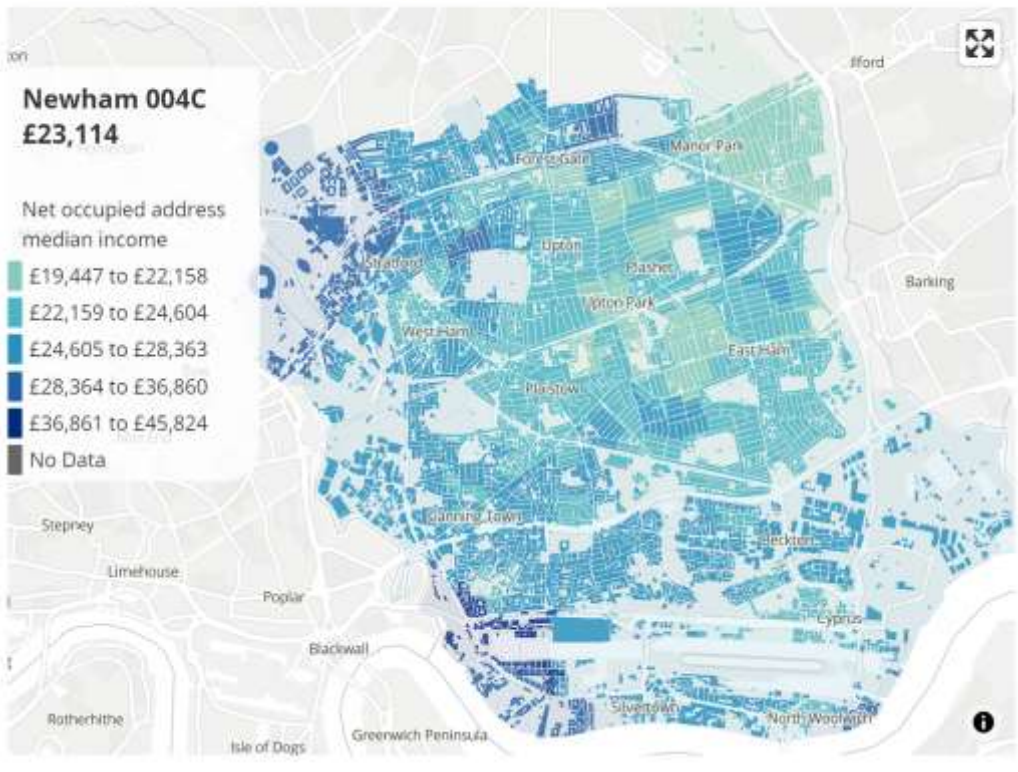 Ilford
Newham 004C
£23,114
Manor Park
Forest Gate
Net occupied address
median income
£19,447 to £22,158
£22,159 to £24,604
£24,605 to £28,363
£28,364 to £36,860
£36,861 to £45,824
No Data
Stratford
Upton
Plashet
Barking
Upton Park
West Ham
East Ham
Plaistow
Canning Town
Stepney
Beckton
Limehouse
Poplar
Cyprus
Blackwall
Silvertown
North Woolwich
Rotherhithe
Greenwich Peninsula
Isle of Dogs